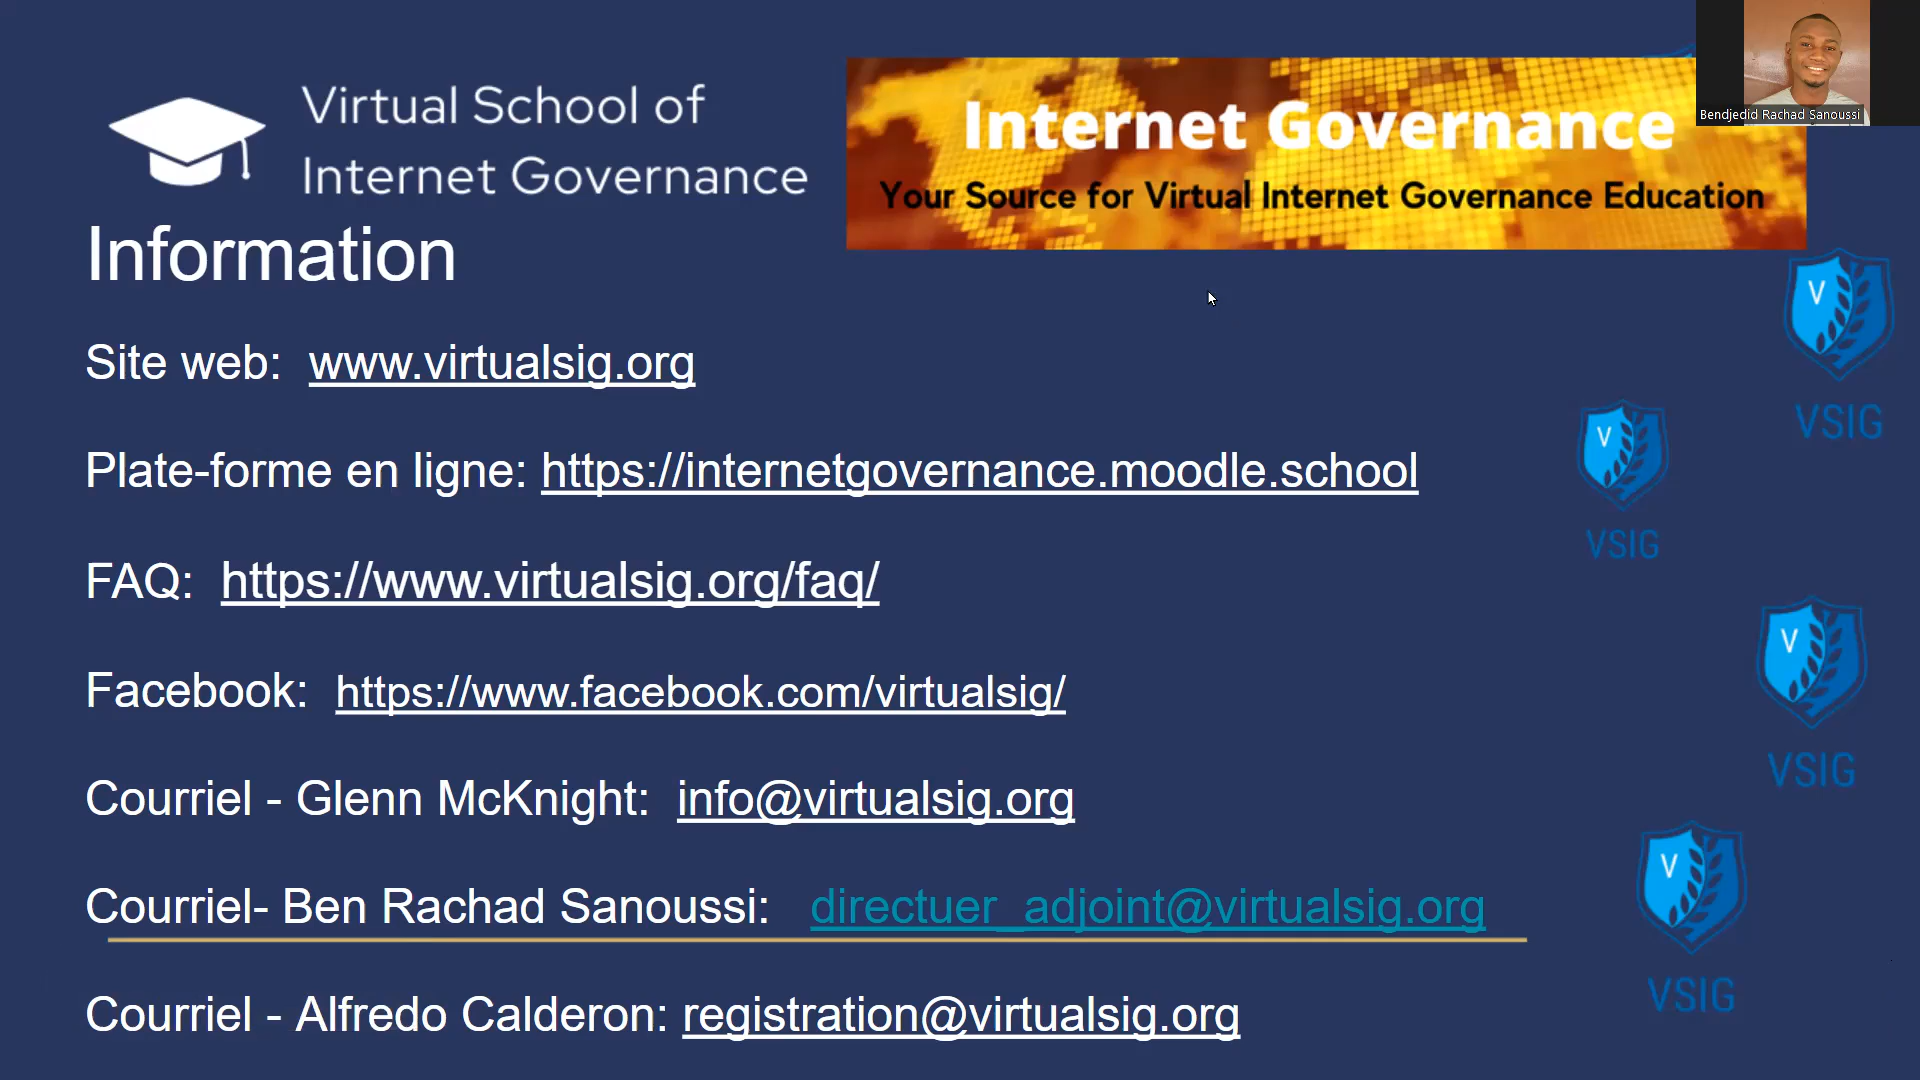 Virtual School of
Internet Governance
Internet Governance
Your Source for Virtual Internet Governance Education
Bendjedid Rachad Sanoussi
Information
Site web: www.virtualsig.org
Plate-forme en ligne: https://internetgovernance.moodle.school
FAQ: https://www.virtualsig.org/faq/
Facebook: https://www.facebook.com/virtualsig/
Courriel - Glenn McKnight: info@virtualsig.org
Courriel- Ben Rachad Sanoussi: directuer_adjoint@virtualsig.org
Courriel - Alfredo Calderon: registration@virtualsig.org
V
VSIG
V
VSIG
V
VSIG
V
VSIG